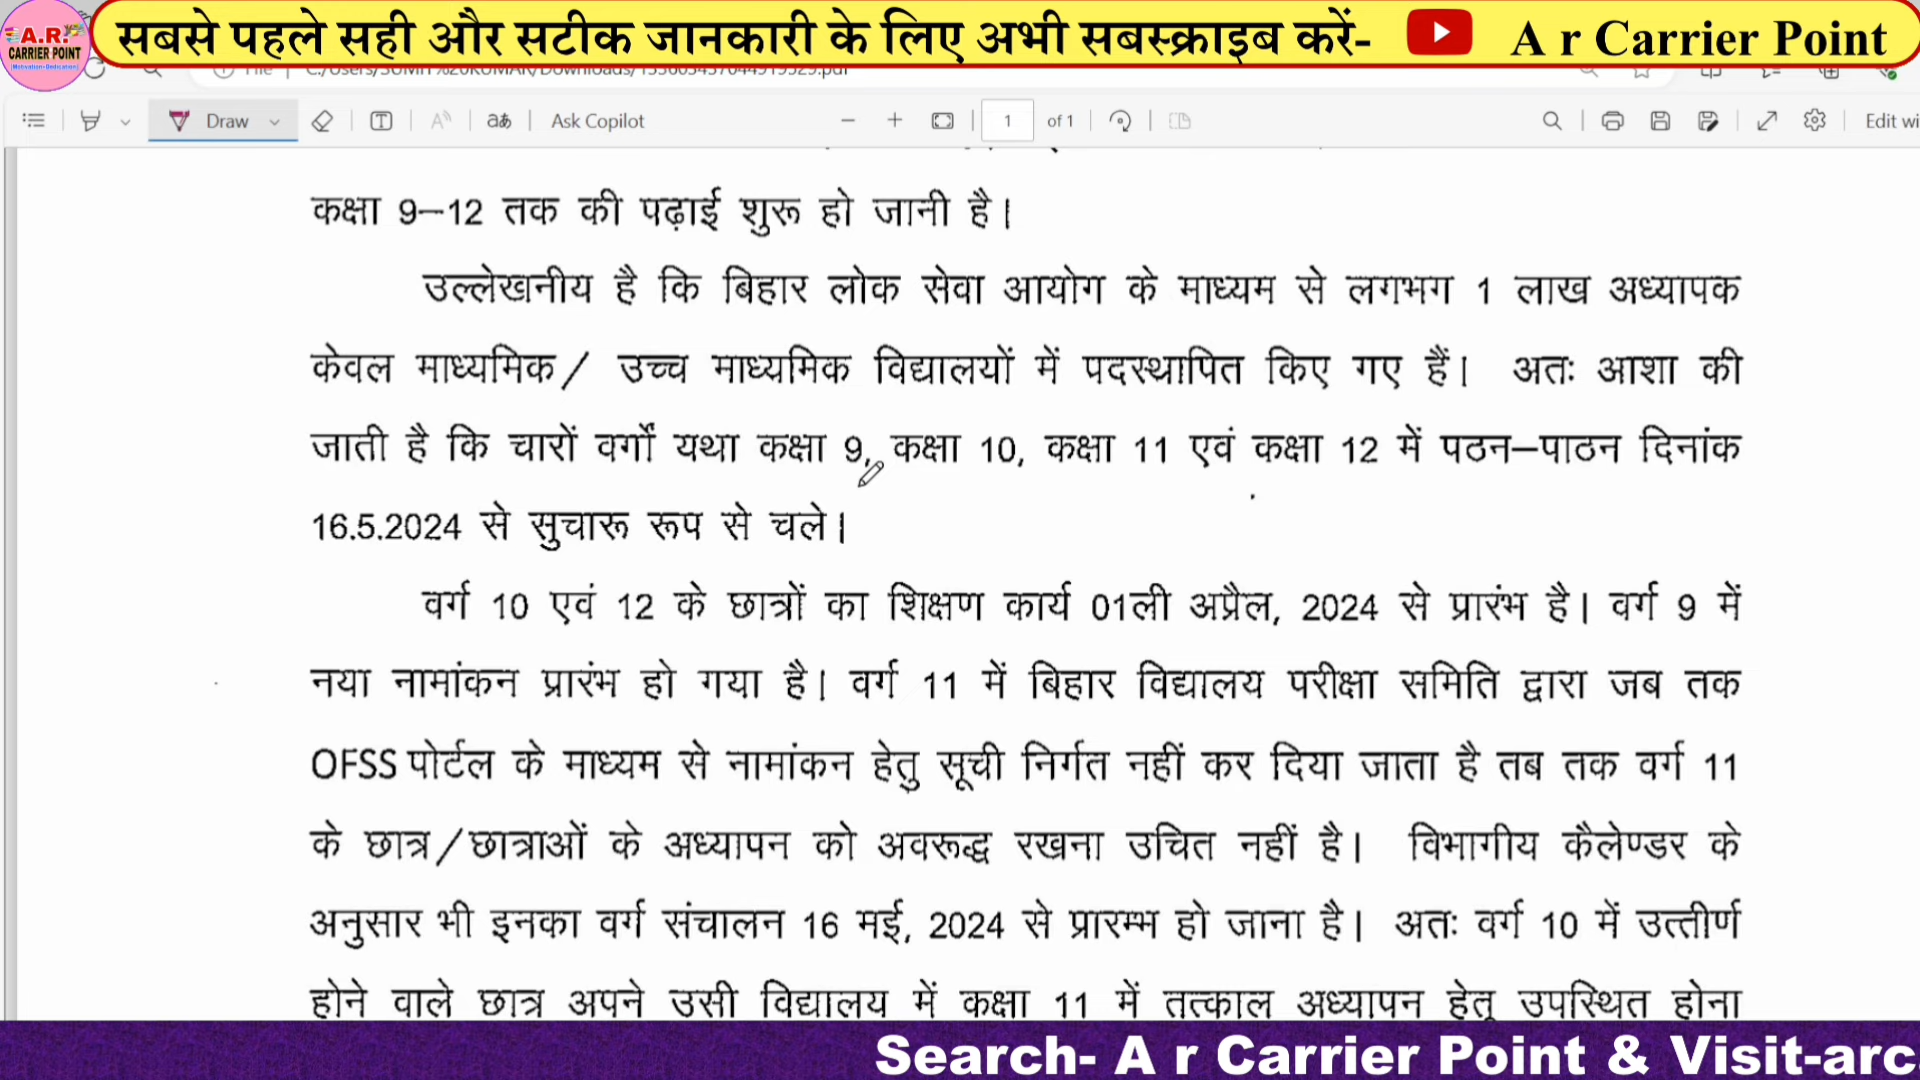 सबसे पहले सही और सटीक जानकारी के लिए अभी सबस्क्राइब करें- A r Carrier Point
A.R.
CARRIER POINT
Draw
aあ
Ask Copilot
1 of 1
Edit wi
कक्षा 9–12 तक की पढ़ाई शुरू हो जानी है।
उल्लेखनीय है कि बिहार लोक सेवा आयोग के माध्यम से लगभग 1 लाख अध्यापक
केवल माध्यमिक/ उच्च माध्यमिक विद्यालयों में पदस्थापित किए गए हैं। अतः आशा की
जाती है कि चारों वर्गों यथा कक्षा 9, कक्षा 10, कक्षा 11 एवं कक्षा 12 में पठन–पाठन दिनांक
16.5.2024 से सुचारू रूप से चले।
वर्ग 10 एवं 12 के छात्रों का शिक्षण कार्य 01ली अप्रैल, 2024 से प्रारंभ है। वर्ग 9 में
नया नामांकन प्रारंभ हो गया है। वर्ग 11 में बिहार विद्यालय परीक्षा समिति द्वारा जब तक
OFSS पोर्टल के माध्यम से नामांकन हेतु सूची निर्गत नहीं कर दिया जाता है तब तक वर्ग 11
के छात्र/छात्राओं के अध्यापन को अवरूद्ध रखना उचित नहीं है। विभागीय कैलेण्डर के
अनुसार भी इनका वर्ग संचालन 16 मई, 2024 से प्रारम्भ हो जाना है। अतः वर्ग 10 में उत्तीर्ण
होने वाले छात्र अपने उसी विद्यालय में कक्षा 11 में तत्काल अध्यापन हेतु उपस्थित होना
Search- A r Carrier Point & Visit-arc